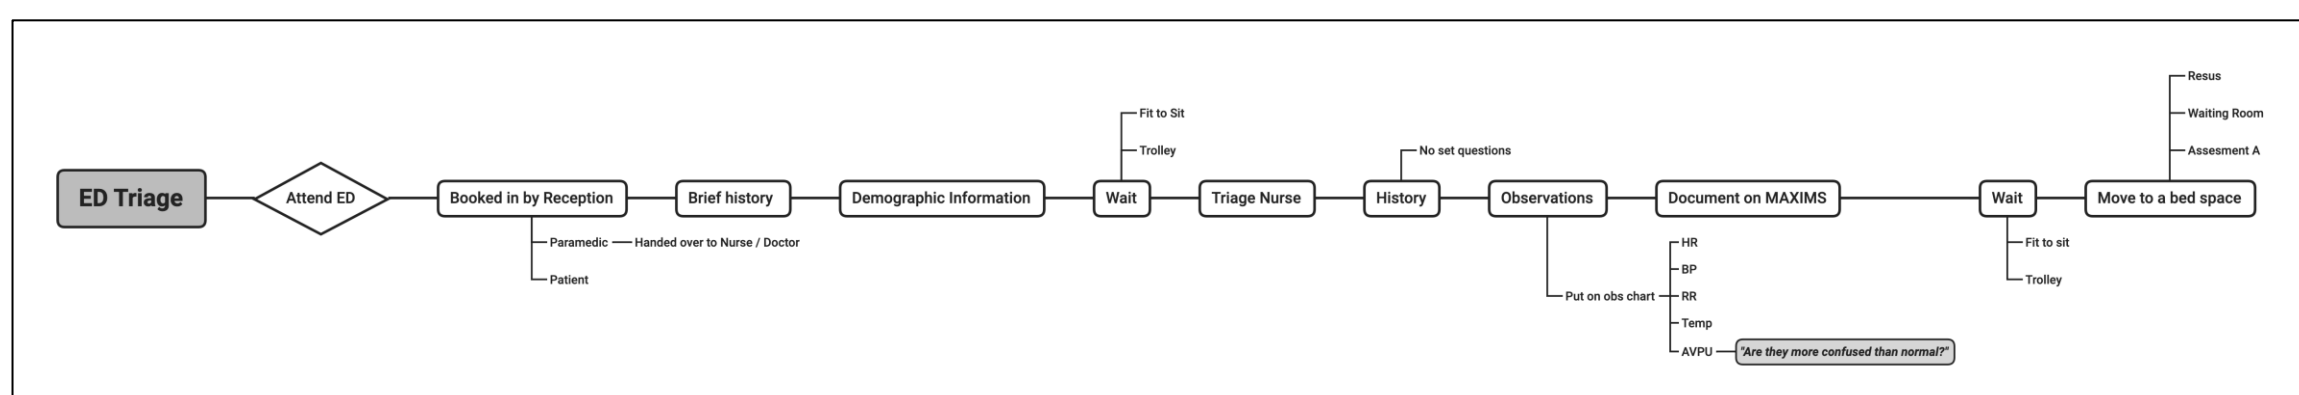 Resus
Fit to Sit
Waiting Room
Trolley
No set questions
Assesment A
ED Triage
Attend ED
Booked in by Reception
Brief history
Demographic Information
Wait
Triage Nurse
History
Observations
Document on MAXIMS
Wait
Move to a bed space
Paramedic
Handed over to Nurse / Doctor
HR
Fit to sit
BP
Patient
Trolley
Put on obs chart
RR
Temp
AVPU
"Are they more confused than normal?"